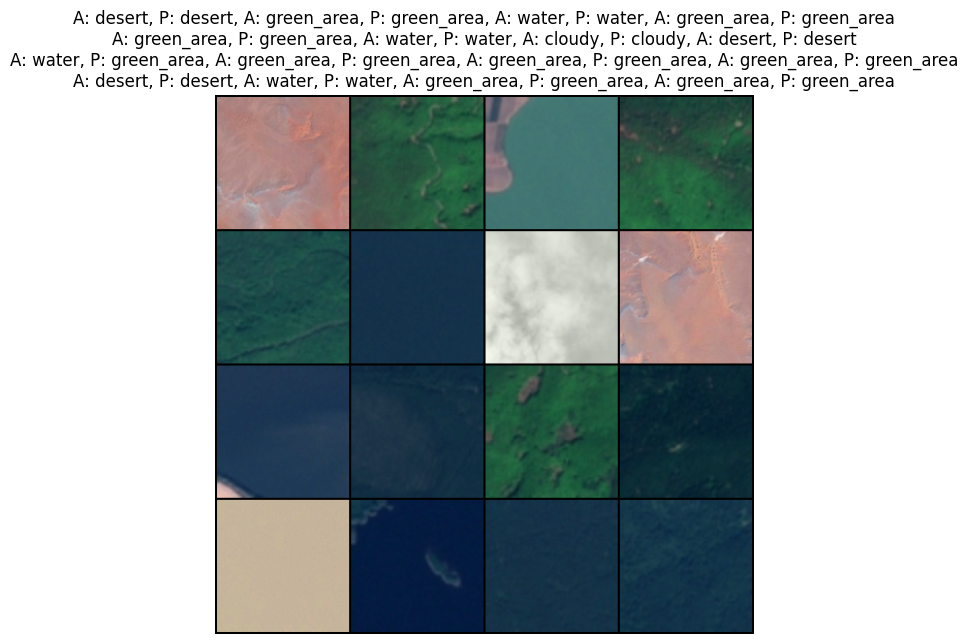 A: desert, P: desert, A: green_area, P: green_area, A: water, P: water, A: green_area, P: green_area
A: green_area, P: green_area, A: water, P: water, A: cloudy, P: cloudy, A: desert, P: desert
A: water, P: green_area, A: green_area, P: green_area, A: green_area, P: green_area, A: green_area, P: green_area
A: desert, P: desert, A: water, P: water, A: green_area, P: green_area, A: green_area, P: green_area